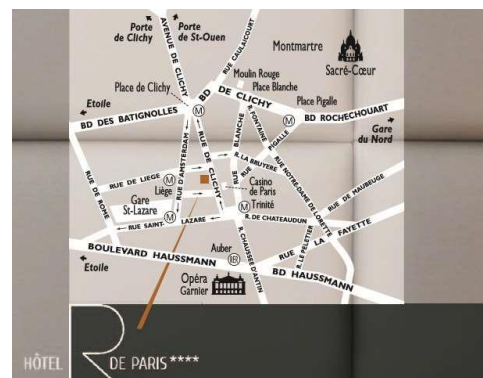 Porte
de Clichy
Porte
de St-Ouen
AVENUE DE CLICHY
RUE CAULAICOURT
Montmartre
Sacré-Cœur
Moulin Rouge
Place Blanche
Place de Clichy
M
BD DE CLICHY
Place Pigalle
M
BD ROCHECHOUART
Etoile
BD DES BATIGNOLLES
Gare
du Nord
RUE D'AMSTERDAM
RUE DE CLICHY
RUE BLANCHE
R. FONTAINE
PIGALLE
R. LA BRUYERE
RUE NOTRE-DAME DE LORETTE
RUE DE MAUBEUGE
RUE DE ROME
RUE DE LIEGE
M
Liège
Casino
de Paris
Gare
St-Lazare
M
M
Trinité
RUE SAINT- LAZARE
R. DE CHATEAUDUN
RUE LA FAYETTE
R. LE PELETIER
BOULEVARD HAUSSMANN
Auber
R. CHAUSSEE D'ANTIN
BD HAUSSMANN
Etoile
Opéra
Garnier
HÔTEL R DE PARIS ****